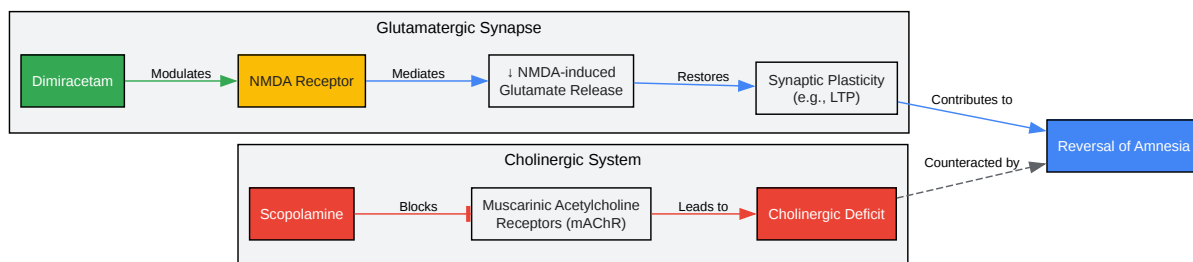 Glutamatergic Synapse
Dimiracetam
Modulates
NMDA Receptor
Mediates
↓ NMDA-induced
Glutamate Release
Restores
Synaptic Plasticity
(e.g., LTP)
Contributes to
Reversal of Amnesia
Cholinergic System
Scopolamine
Blocks
Muscarinic Acetylcholine
Receptors (mAChR)
Leads to
Cholinergic Deficit
Counteracted by